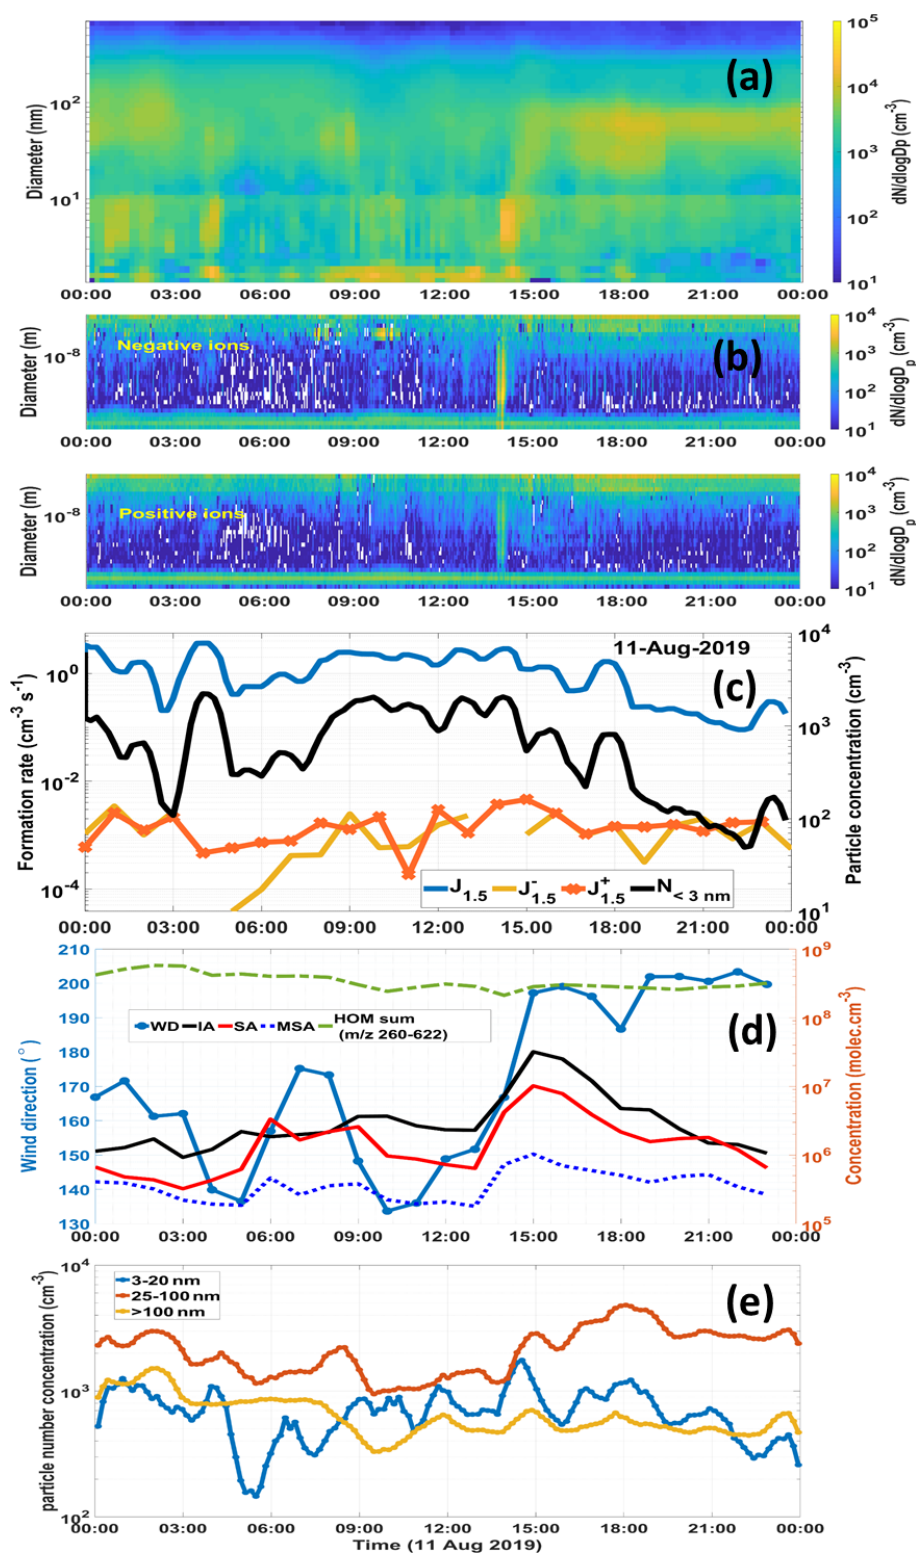 (a)
Diameter (nm)
10^2
10^1
10^5
10^4
10^3
10^2
10^1
dN/dlogDp (cm^-3)
00:00 03:00 06:00 09:00 12:00 15:00 18:00 21:00 00:00
Negative ions
(b)
Diameter (m)
10^-8
10^4
10^3
10^2
10^1
dN/dlogD_p (cm^-3)
00:00 03:00 06:00 09:00 12:00 15:00 18:00 21:00 00:00
Positive ions
Diameter (m)
10^-8
10^4
10^3
10^2
10^1
dN/dlogD_p (cm^-3)
00:00 03:00 06:00 09:00 12:00 15:00 18:00 21:00 00:00
11-Aug-2019
(c)
Formation rate (cm^-3 s^-1)
10^0
10^-2
10^-4
10^4
10^3
10^2
10^1
Particle concentration (cm^-3)
J_1.5 J^-_1.5 J^+_1.5 N_< 3 nm
00:00 03:00 06:00 09:00 12:00 15:00 18:00 21:00 00:00
210
200
190
180
170
160
150
140
130
Wind direction (°)
WD IA SA MSA HOM sum
(m/z 260-622)
(d)
10^9
10^8
10^7
10^6
10^5
Concentration (molec.cm^-3)
00:00 03:00 06:00 09:00 12:00 15:00 18:00 21:00 00:00
10^4
10^3
10^2
particle number concentration (cm^-3)
3-20 nm
25-100 nm
>100 nm
(e)
00:00 03:00 06:00 09:00 12:00 15:00 18:00 21:00 00:00
Time (11 Aug 2019)